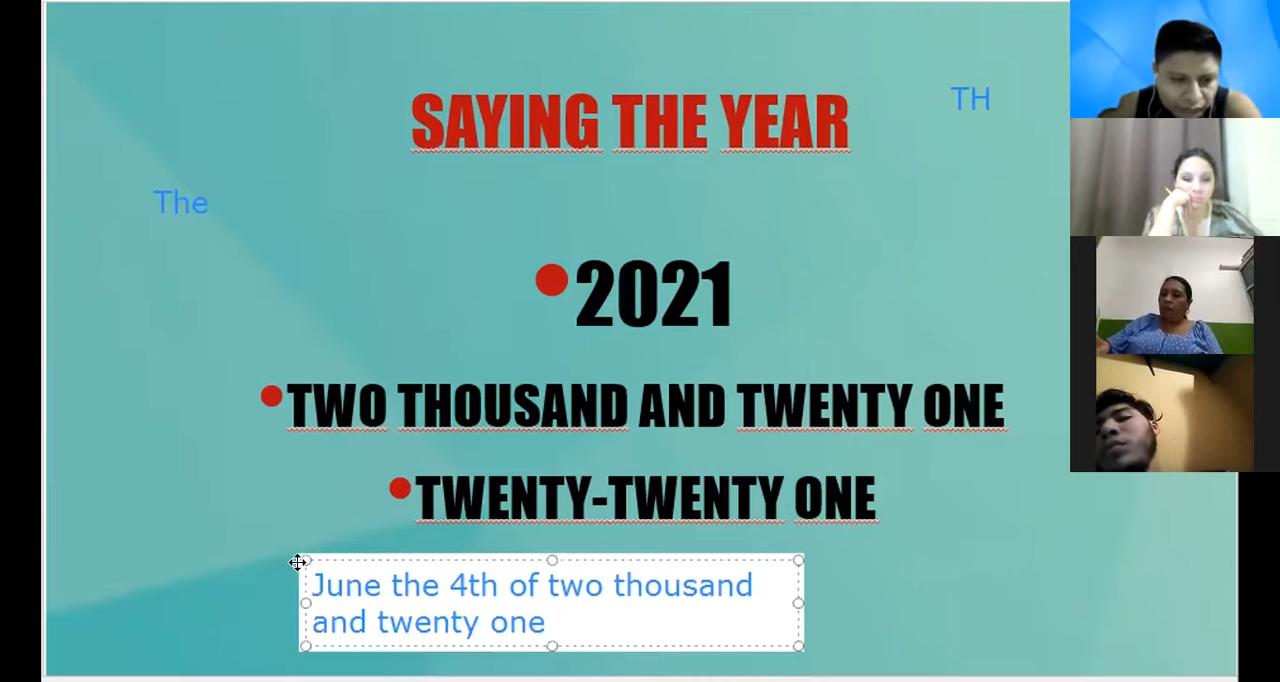 SAYING THE YEAR
TH
The
2021
TWO THOUSAND AND TWENTY ONE
TWENTY-TWENTY ONE
June the 4th of two thousand
and twenty one